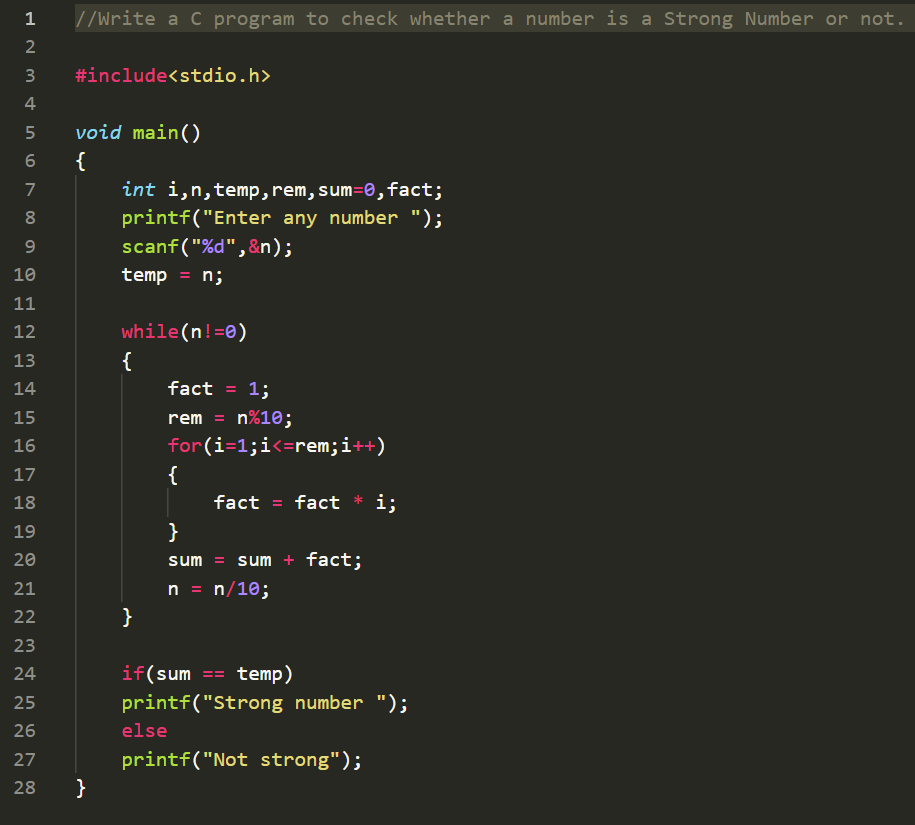 1 //Write a C program to check whether a number is a Strong Number or not.
2
3 #include<stdio.h>
4
5 void main()
6 {
7     int i,n,temp,rem,sum=0,fact;
8     printf("Enter any number ");
9     scanf("%d",&n);
10     temp = n;
11
12     while(n!=0)
13     {
14         fact = 1;
15         rem = n%10;
16         for(i=1;i<=rem;i++)
17         {
18             fact = fact * i;
19         }
20         sum = sum + fact;
21         n = n/10;
22     }
23
24     if(sum == temp)
25     printf("Strong number ");
26     else
27     printf("Not strong");
28 }